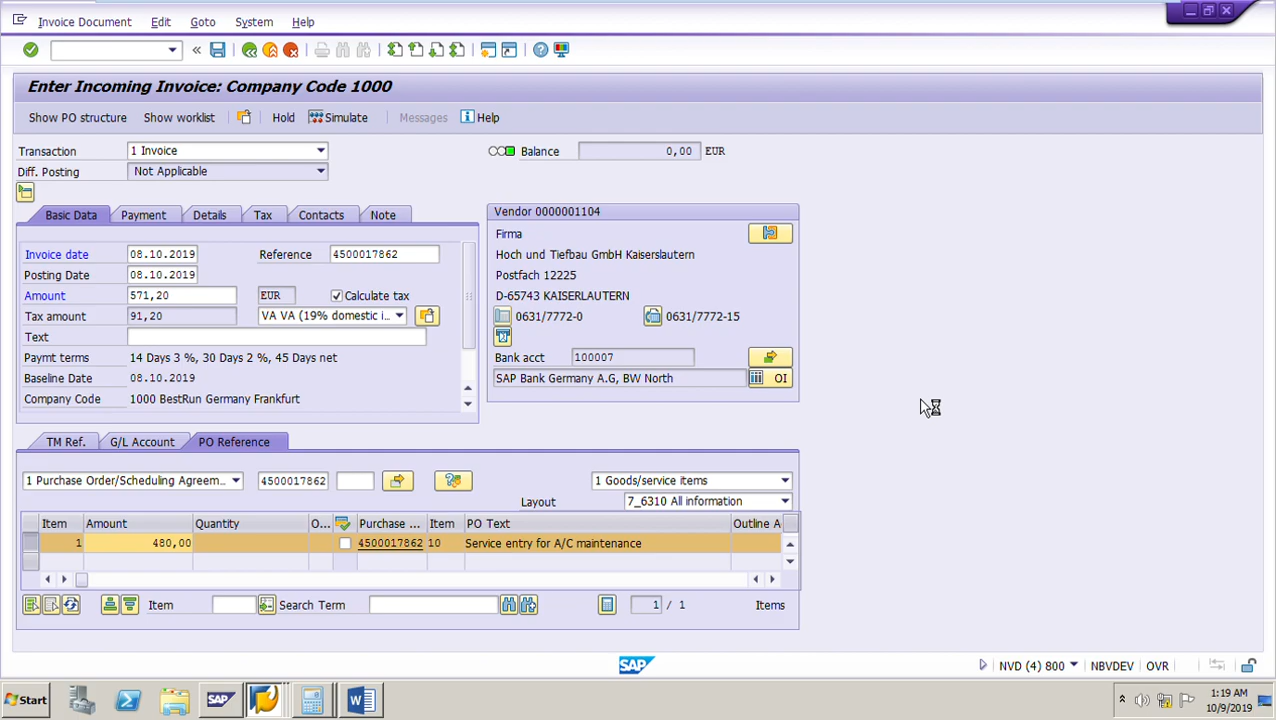 Invoice Document Edit Goto System Help
Enter Incoming Invoice: Company Code 1000
Show PO structure Show worklist Hold Simulate Messages Help
Transaction 1 Invoice Balance 0,00 EUR
Diff. Posting Not Applicable
Basic Data Payment Details Tax Contacts Note
Vendor 0000001104
Invoice date 08.10.2019 Reference 4500017862
Posting Date 08.10.2019
Amount 571,20 EUR Calculate tax
Tax amount 91,20 VA VA (19% domestic i...
Text
Paymt terms 14 Days 3 %, 30 Days 2 %, 45 Days net
Baseline Date 08.10.2019
Company Code 1000 BestRun Germany Frankfurt
Firma
Hoch und Tiefbau GmbH Kaiserslautern
Postfach 12225
D-65743 KAISERLAUTERN
0631/7772-0 0631/7772-15
Bank acct 100007
SAP Bank Germany A.G, BW North OI
TM Ref. G/L Account PO Reference
1 Purchase Order/Scheduling Agreem... 4500017862 1 Goods/service items
Layout 7_6310 All information
Item Amount Quantity O... Purchase ... Item PO Text Outline A
1 480,00 4500017862 10 Service entry for A/C maintenance
Item Search Term 1 / 1 Items
SAP NVD (4) 800 NBVDEV OVR
Start SAP W 1:19 AM
10/9/2019